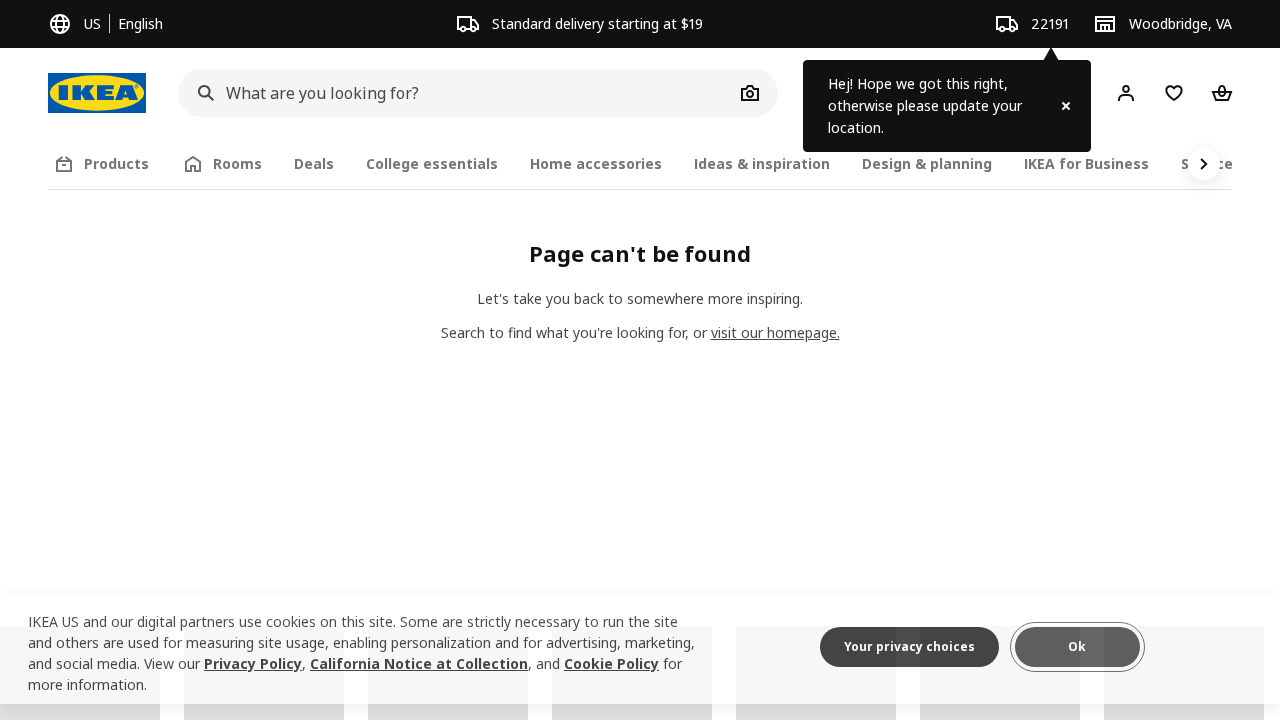 US English
Standard delivery starting at $19
22191
Woodbridge, VA
IKEA
What are you looking for?
Hej! Hope we got this right,
otherwise please update your
location.
Products
Rooms
Deals
College essentials
Home accessories
Ideas & inspiration
Design & planning
IKEA for Business
Page can't be found
Let's take you back to somewhere more inspiring.
Search to find what you're looking for, or visit our homepage.
IKEA US and our digital partners use cookies on this site. Some are strictly necessary to run the site
and others are used for measuring site usage, enabling personalization and for advertising, marketing,
and social media. View our Privacy Policy, California Notice at Collection, and Cookie Policy for
more information.
Your privacy choices
Ok